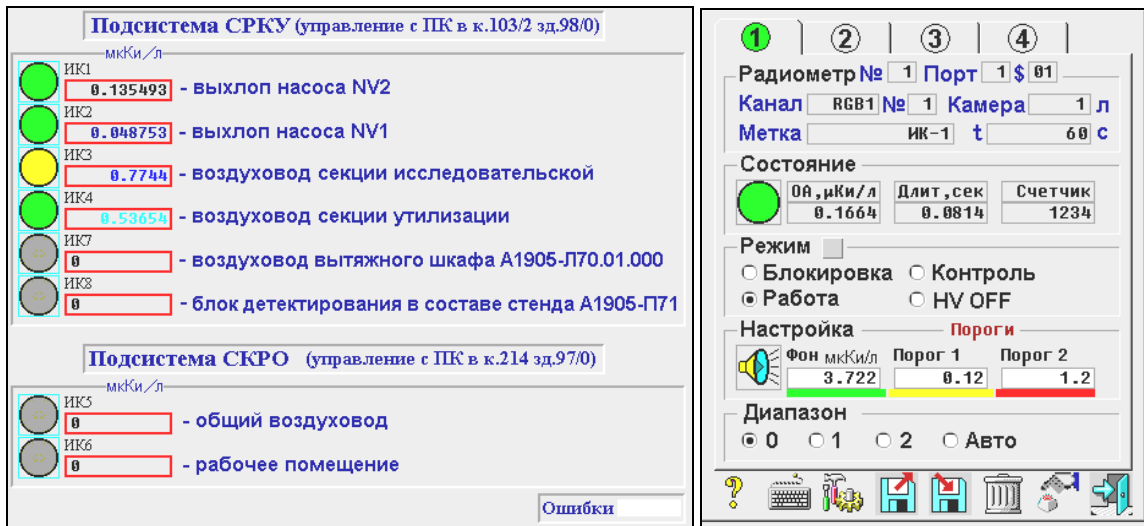 Подсистема СРКУ (управление с ПК в к.103/2 зд.98/0)
мкКи/л
ИК1
0.135493 - выхлоп насоса NV2
ИК2
0.048753 - выхлоп насоса NV1
ИК3
0.7744 - воздуховод секции исследовательской
ИК4
0.53654 - воздуховод секции утилизации
ИК7
0 - воздуховод вытяжного шкафа А1905-Л70.01.000
ИК8
0 - блок детектирования в составе стенда А1905-П71
Подсистема СКРО (управление с ПК в к.214 зд.97/0)
мкКи/л
ИК5
0 - общий воздуховод
ИК6
0 - рабочее помещение
Ошибки
1 2 3 4
Радиометр № 1 Порт 1 $ 01
Канал RGB1 № 1 Камера 1 л
Метка ИК-1 t 60 с
Состояние
ОА,µКи/л Длит,сек Счетчик
0.1664 0.0814 1234
Режим
Блокировка Контроль
Работа HV OFF
Настройка Пороги
Фон мкКи/л Порог 1 Порог 2
3.722 0.12 1.2
Диапазон
0 1 2 Авто